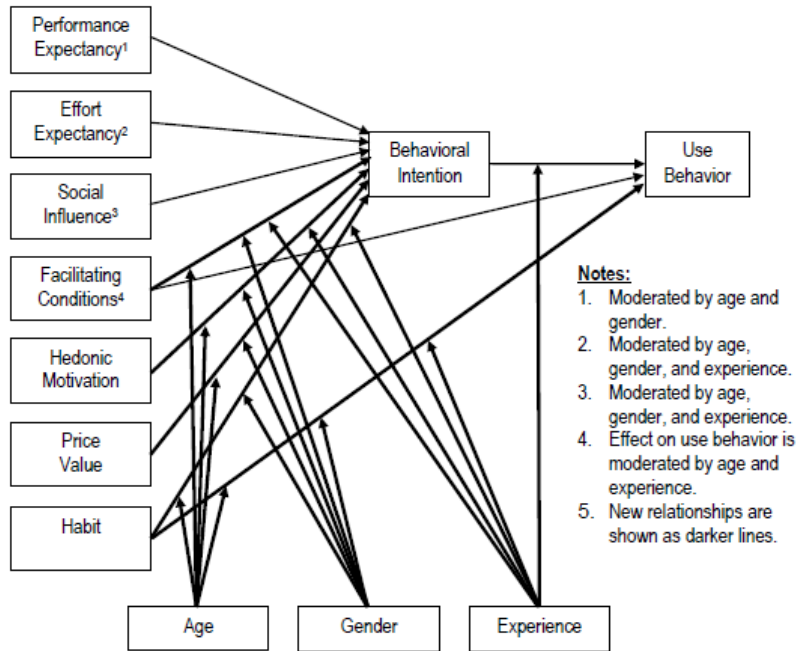 Performance
Expectancy¹
Effort
Expectancy²
Social
Influence³
Facilitating
Conditions⁴
Hedonic
Motivation
Price
Value
Habit
Behavioral
Intention
Use
Behavior
Notes:
1. Moderated by age and
gender.
2. Moderated by age,
gender, and experience.
3. Moderated by age,
gender, and experience.
4. Effect on use behavior is
moderated by age and
experience.
5. New relationships are
shown as darker lines.
Age
Gender
Experience